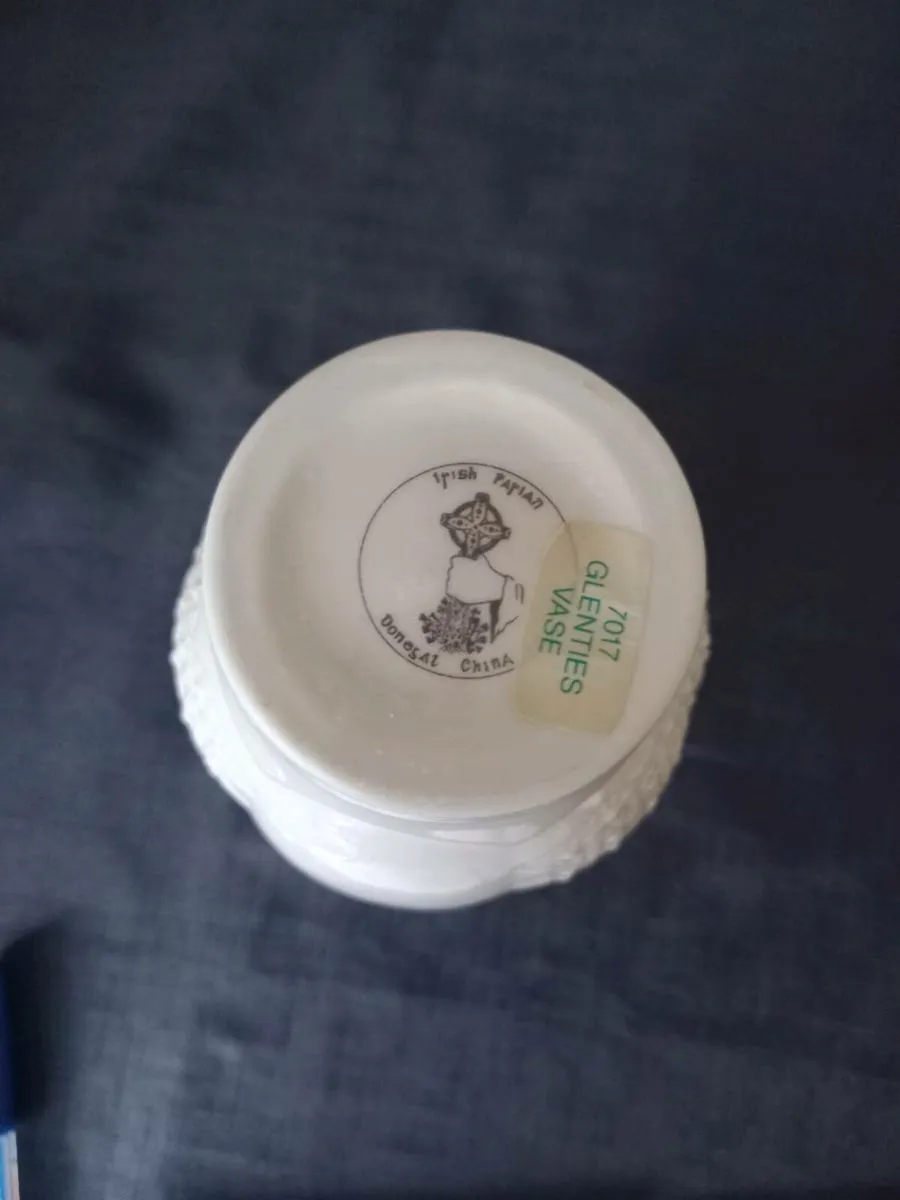 Irish Parian
Donegal China
7017
GLENTIES
VASE